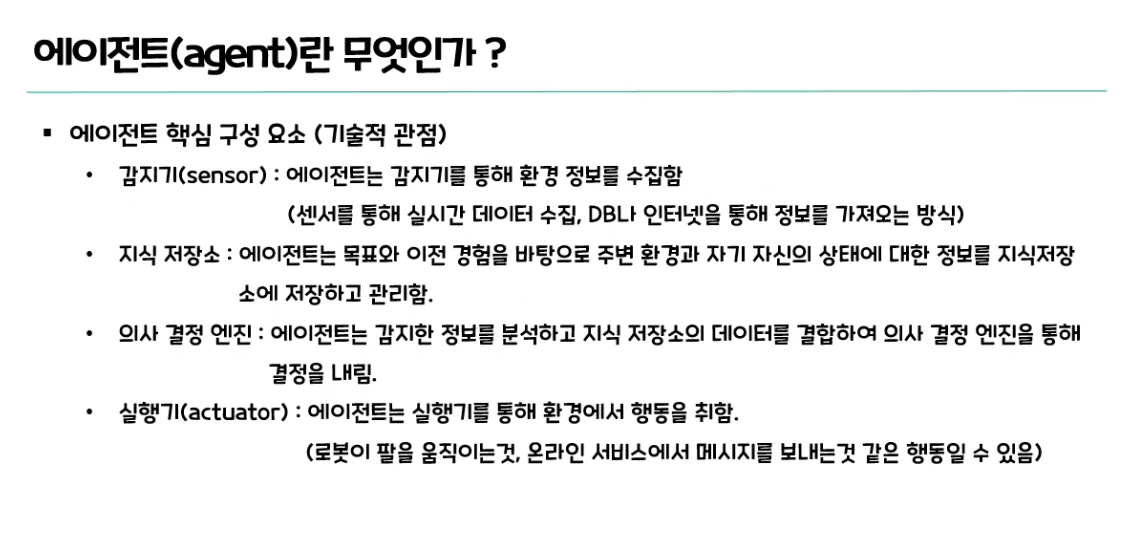 에이전트(agent)란 무엇인가 ?
▪ 에이전트 핵심 구성 요소 (기술적 관점)
• 감지기(sensor) : 에이전트는 감지기를 통해 환경 정보를 수집함
(센서를 통해 실시간 데이터 수집, DB나 인터넷을 통해 정보를 가져오는 방식)
• 지식 저장소 : 에이전트는 목표와 이전 경험을 바탕으로 주변 환경과 자기 자신의 상태에 대한 정보를 지식저장
소에 저장하고 관리함.
• 의사 결정 엔진 : 에이전트는 감지한 정보를 분석하고 지식 저장소의 데이터를 결합하여 의사 결정 엔진을 통해
결정을 내림.
• 실행기(actuator) : 에이전트는 실행기를 통해 환경에서 행동을 취함.
(로봇이 팔을 움직이는것, 온라인 서비스에서 메시지를 보내는것 같은 행동일 수 있음)